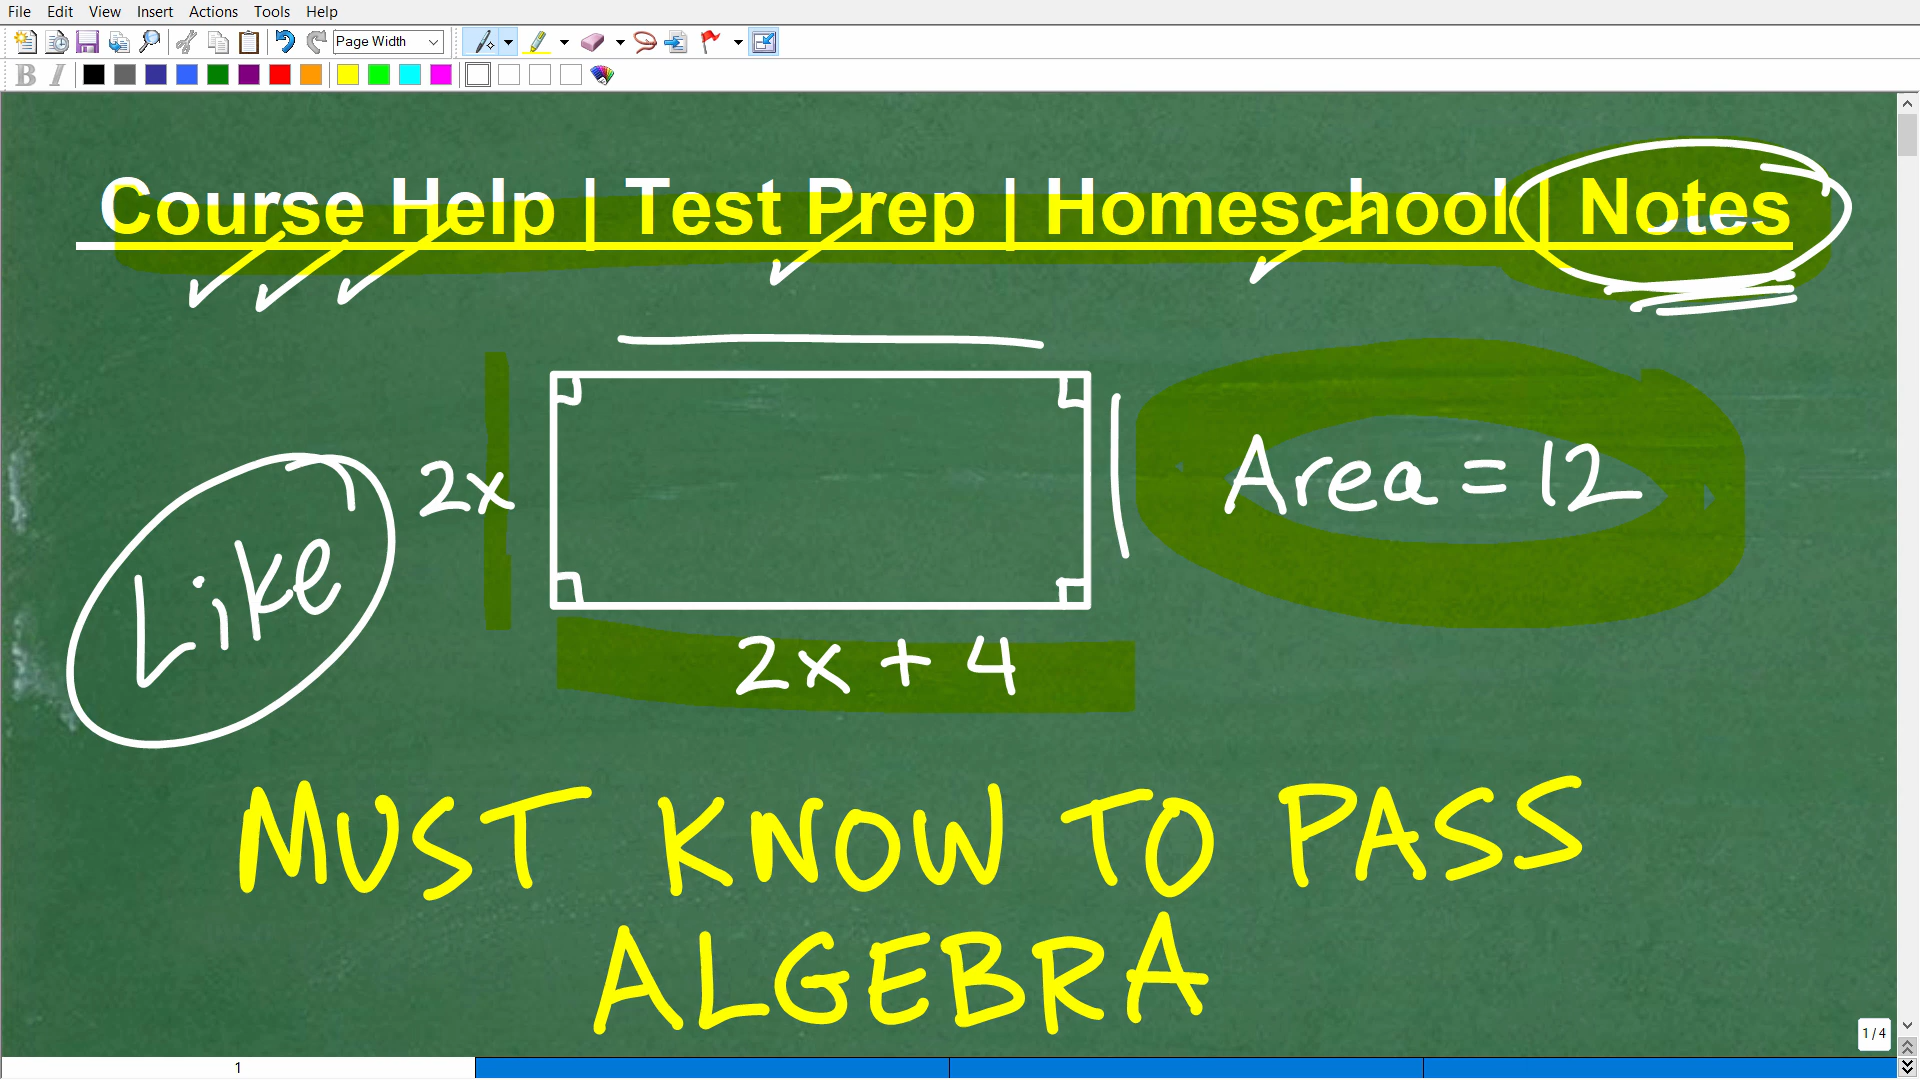 File Edit View Insert Actions Tools Help
Page Width
B I
Course Help | Test Prep | Homeschool | Notes
2x
Area = 12
Like
2x + 4
MUST KNOW TO PASS
ALGEBRA
1 / 4
1